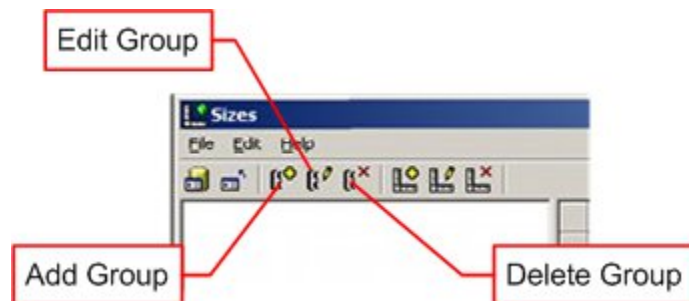 Edit Group
Sizes
File Edit Help
Add Group
Delete Group